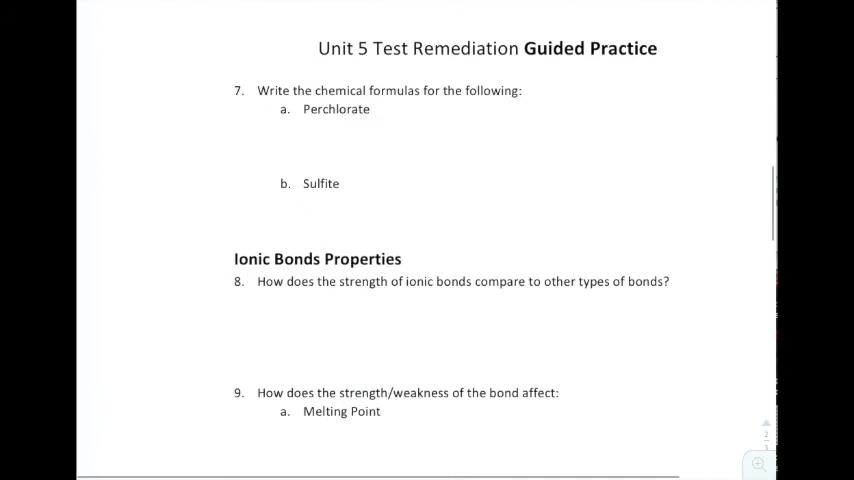 Unit 5 Test Remediation Guided Practice
7. Write the chemical formulas for the following:
a. Perchlorate
b. Sulfite
Ionic Bonds Properties
8. How does the strength of ionic bonds compare to other types of bonds?
9. How does the strength/weakness of the bond affect:
a. Melting Point
2